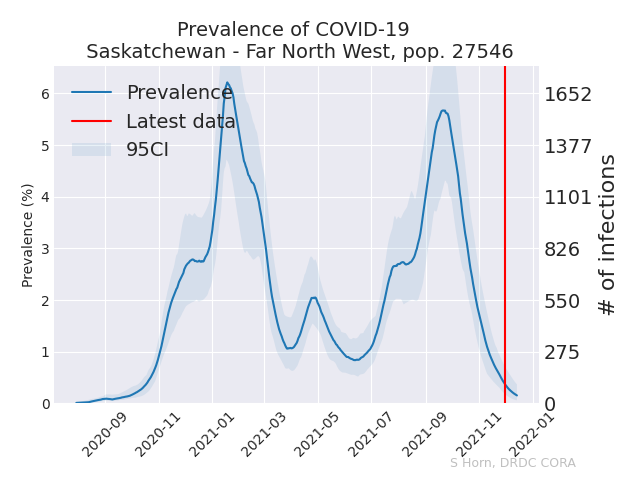 Prevalence of COVID-19
Saskatchewan - Far North West, pop. 27546
Prevalence
Latest data
95CI
Prevalence (%)
6
5
4
3
2
1
0
1652
1377
1101
826
550
275
0
# of infections
2020-09
2020-11
2021-01
2021-03
2021-05
2021-07
2021-09
2021-11
2022-01
S Horn, DRDC CORA